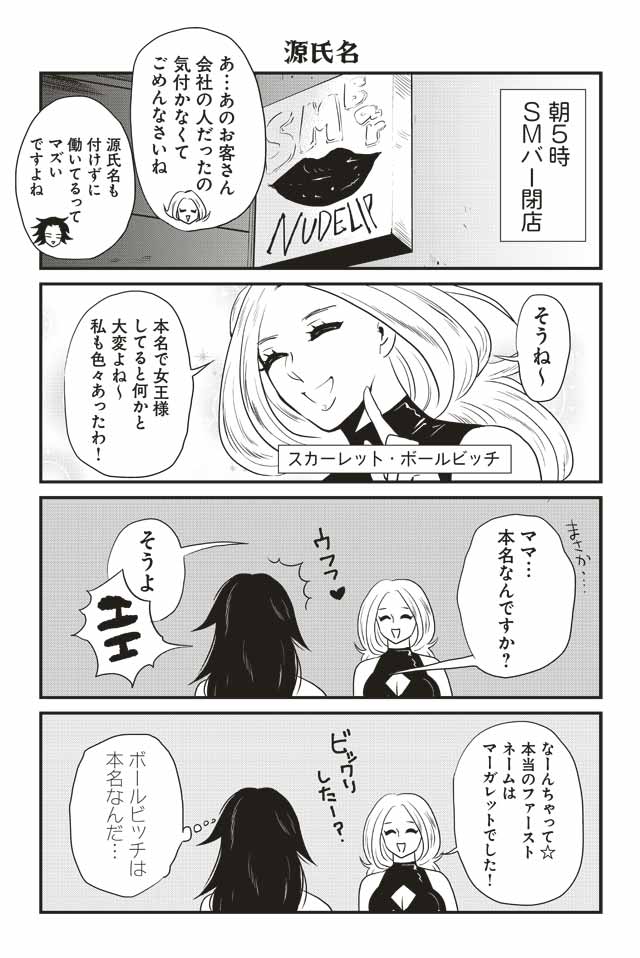 源氏名
朝5時
SMバー閉店
SMBAR
NUDELIP
あ…あのお客さん
会社の人だったの
気付かなくて
ごめんなさいね
源氏名も
付けずに
働いてるって
マズい
ですよね
そうね〜
本名で女王様
してると何かと
大変よね〜
私も色々あったわ!
スカーレット・ボールビッチ
まさか……
ママ…
本名なんですか?
ウフフ♥
そうよ
エエ
なーんちゃって☆
本当のファースト
ネームは
マーガレットでした!
ビックリ
したー?
ボールビッチは
本名なんだ…